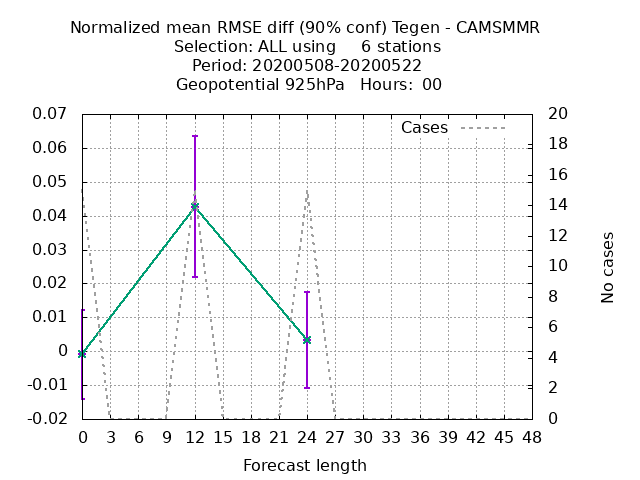 Normalized mean RMSE diff (90% conf) Tegen - CAMSMMR
Selection: ALL using     6 stations
Period: 20200508-20200522
Geopotential 925hPa   Hours:  00
Cases
0.07
0.06
0.05
0.04
0.03
0.02
0.01
0
-0.01
-0.02
20
18
16
14
12
10
8
6
4
2
0
No cases
0 3 6 9 12 15 18 21 24 27 30 33 36 39 42 45 48
Forecast length